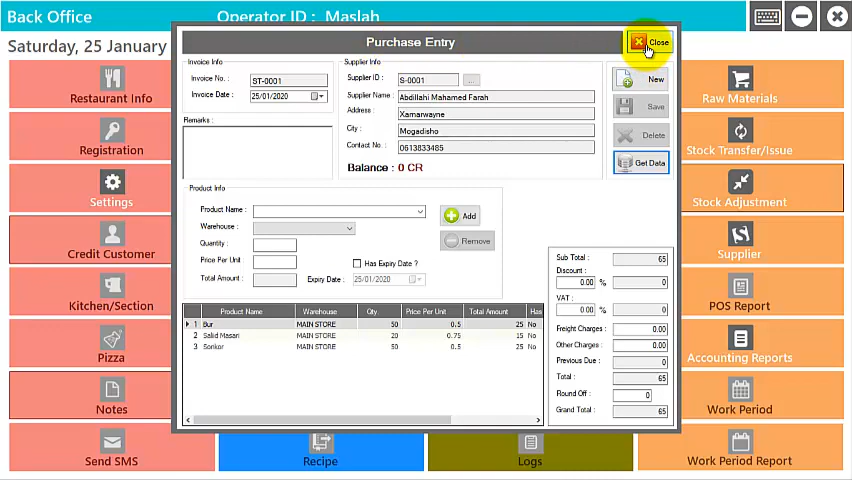 Back Office
Operator ID : Maslah
Saturday, 25 January
Purchase Entry
Close
Invoice Info
Invoice No. :
ST-0001
Invoice Date :
25/01/2020
Remarks :
Supplier Info
Supplier ID :
S-0001
...
Supplier Name :
Abdillahi Mahamed Farah
Address :
Xamarwayne
City :
Mogadisho
Contact No. :
0613833485
Balance : 0 CR
New
Save
Delete
Get Data
Product Info
Product Name :
Warehouse :
Quantity :
Price Per Unit
Has Expiry Date ?
Total Amount :
Expiry Date :
25/01/2020
Add
Remove
Product Name Warehouse Qty. Price Per Unit Total Amount Has
1 Bur MAIN STORE 50 0.5 25 No
2 Salid Masari MAIN STORE 20 0.75 15 No
3 Sonkor MAIN STORE 50 0.5 25 No
Sub Total : 65
Discount :
0.00 % 0
VAT :
0.00 % 0
Freight Charges : 0.00
Other Charges : 0.00
Previous Due : 0
Total : 65
Round Off : 0
Grand Total : 65
Restaurant Info
Registration
Settings
Credit Customer
Kitchen/Section
Pizza
Notes
Send SMS
Recipe
Logs
Raw Materials
Stock Transfer/Issue
Stock Adjustment
Supplier
POS Report
Accounting Reports
Work Period
Work Period Report